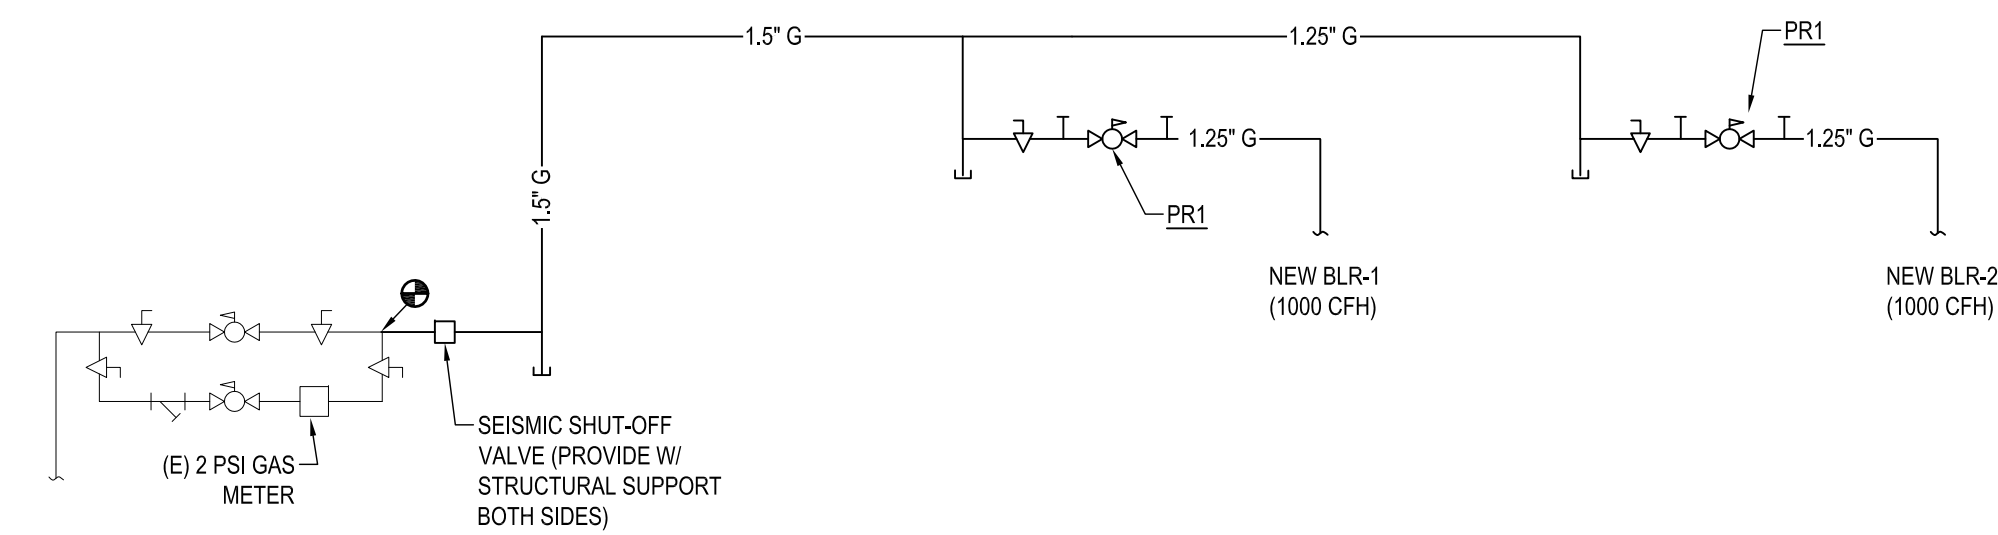 1.5" G
1.25" G
PR1
1.25" G
1.25" G
1.5" G
PR1
NEW BLR-1
(1000 CFH)
NEW BLR-2
(1000 CFH)
SEISMIC SHUT-OFF
VALVE (PROVIDE W/
STRUCTURAL SUPPORT
BOTH SIDES)
(E) 2 PSI GAS
METER